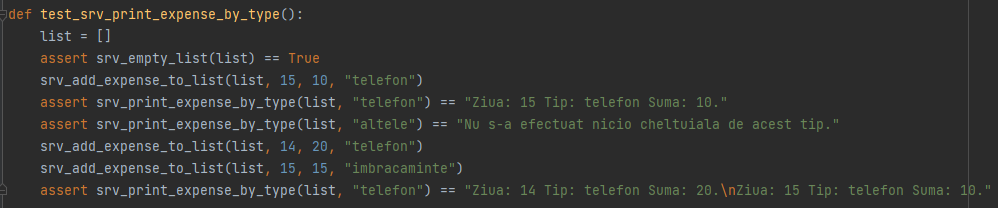 def test_srv_print_expense_by_type():
    list = []
    assert srv_empty_list(list) == True
    srv_add_expense_to_list(list, 15, 10, "telefon")
    assert srv_print_expense_by_type(list, "telefon") == "Ziua: 15 Tip: telefon Suma: 10."
    assert srv_print_expense_by_type(list, "altele") == "Nu s-a efectuat nicio cheltuiala de acest tip."
    srv_add_expense_to_list(list, 14, 20, "telefon")
    srv_add_expense_to_list(list, 15, 15, "imbracaminte")
    assert srv_print_expense_by_type(list, "telefon") == "Ziua: 14 Tip: telefon Suma: 20.\nZiua: 15 Tip: telefon Suma: 10."